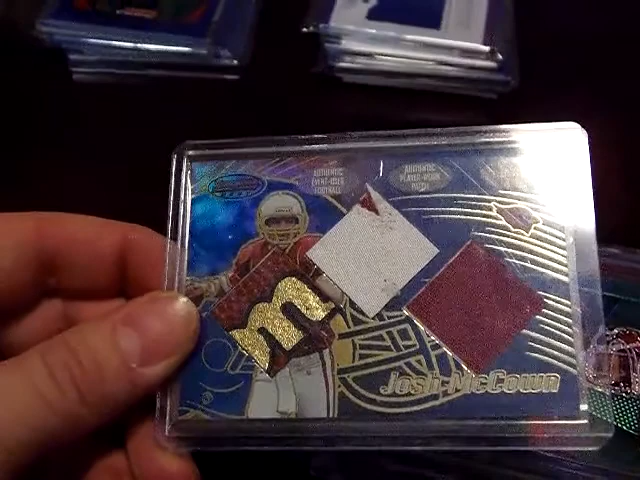 AUTHENTIC
EVENT-USED
FOOTBALL
AUTHENTIC
PLAYER-WORN
PATCH
m
Josh McCown